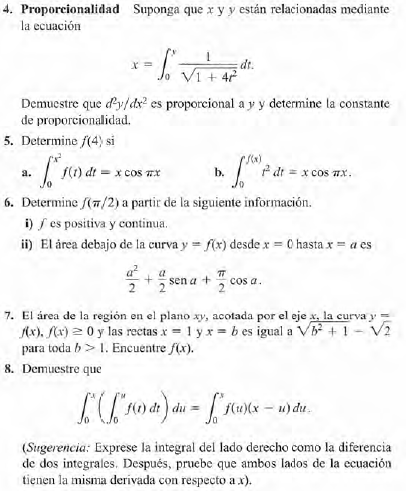 4. Proporcionalidad Suponga que x y y están relacionadas mediante
la ecuación
x = ∫₀^y 1/√(1 + 4t²) dt.
Demuestre que d²y/dx² es proporcional a y y determine la constante
de proporcionalidad.
5. Determine f(4) si
a. ∫₀^{x²} f(t) dt = x cos πx b. ∫₀^{f(x)} t² dt = x cos πx.
6. Determine f(π/2) a partir de la siguiente información.
i) f es positiva y continua.
ii) El área debajo de la curva y = f(x) desde x = 0 hasta x = a es
a²/2 + a/2 sen a + π/2 cos a.
7. El área de la región en el plano xy, acotada por el eje x, la curva y =
f(x), f(x) ≥ 0 y las rectas x = 1 y x = b es igual a √(b² + 1) − √2
para toda b > 1. Encuentre f(x).
8. Demuestre que
∫₀^x (∫₀^u f(t) dt) du = ∫₀^x f(u)(x − u) du.
(Sugerencia: Exprese la integral del lado derecho como la diferencia
de dos integrales. Después, pruebe que ambos lados de la ecuación
tienen la misma derivada con respecto a x).